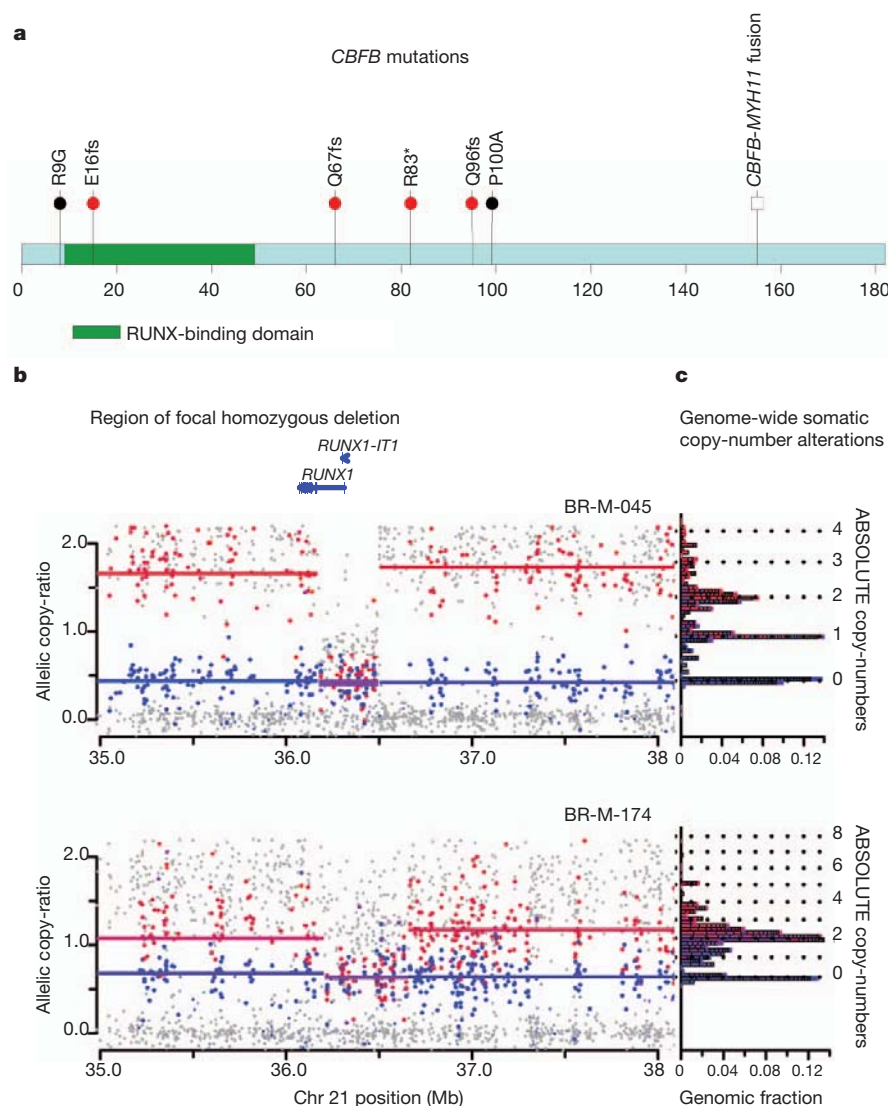 a
CBFB mutations
R9G
E16fs
Q67fs
R83*
Q96fs
P100A
CBFB-MYH11 fusion
0 20 40 60 80 100 120 140 160 180
RUNX-binding domain
b
Region of focal homozygous deletion
RUNX1-IT1
RUNX1
c
Genome-wide somatic
copy-number alterations
BR-M-045
Allelic copy-ratio
2.0
1.0
0.0
35.0 36.0 37.0 38
4
3
2
1
0
ABSOLUTE copy-numbers
0 0.04 0.08 0.12
BR-M-174
Allelic copy-ratio
2.0
1.0
0.0
35.0 36.0 37.0 38
Chr 21 position (Mb)
8
6
4
2
0
ABSOLUTE copy-numbers
0 0.04 0.08 0.12
Genomic fraction